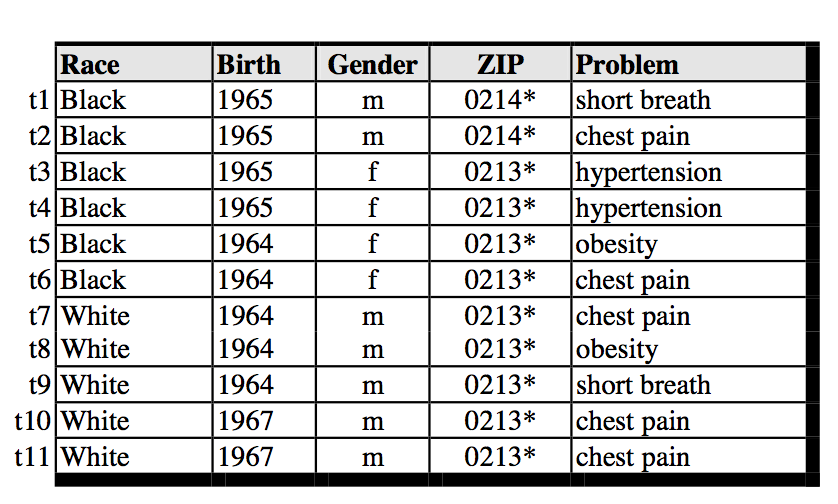 Race Birth Gender ZIP Problem
t1 Black 1965 m 0214* short breath
t2 Black 1965 m 0214* chest pain
t3 Black 1965 f 0213* hypertension
t4 Black 1965 f 0213* hypertension
t5 Black 1964 f 0213* obesity
t6 Black 1964 f 0213* chest pain
t7 White 1964 m 0213* chest pain
t8 White 1964 m 0213* obesity
t9 White 1964 m 0213* short breath
t10 White 1967 m 0213* chest pain
t11 White 1967 m 0213* chest pain